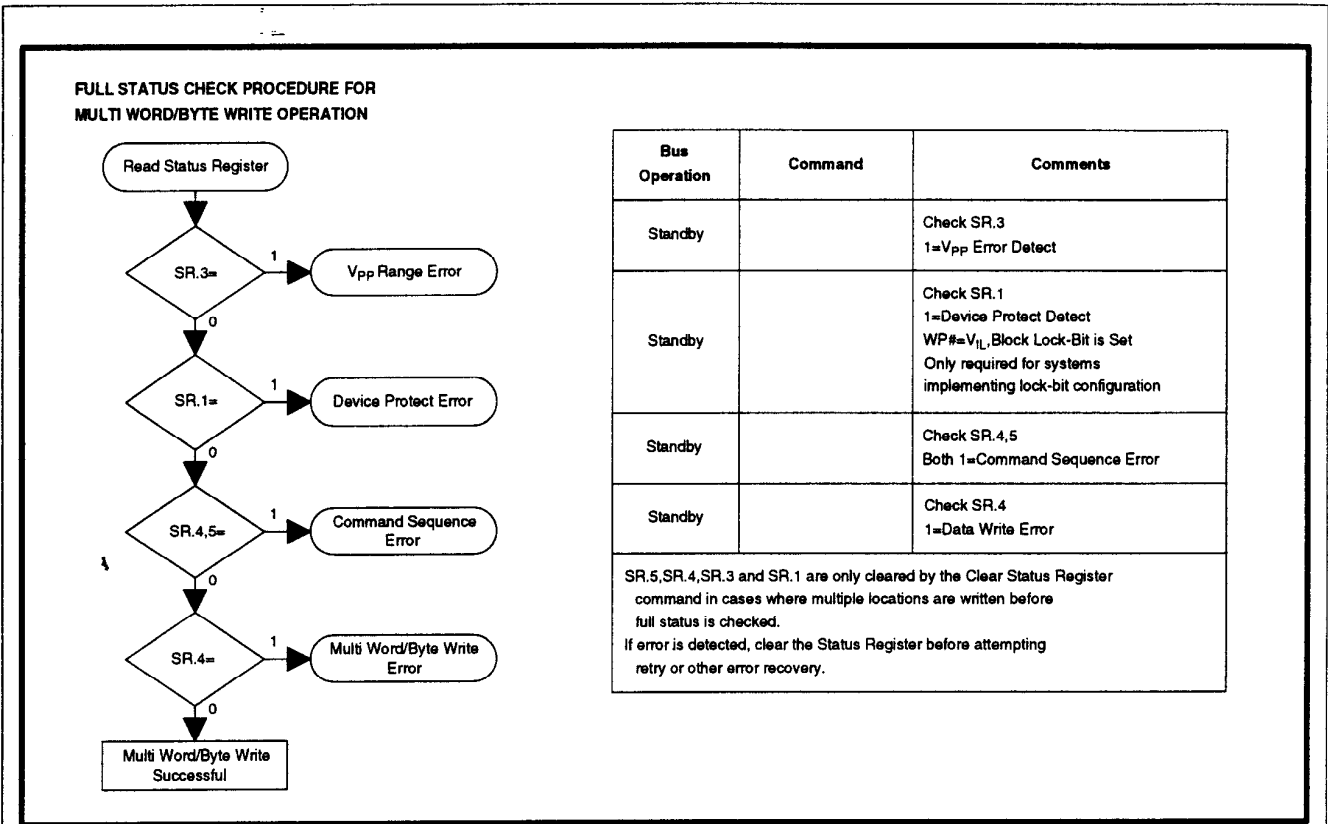 FULL STATUS CHECK PROCEDURE FOR
MULTI WORD/BYTE WRITE OPERATION
Read Status Register
SR.3=
1
VPP Range Error
0
SR.1=
1
Device Protect Error
0
SR.4,5=
1
Command Sequence
Error
0
SR.4=
1
Multi Word/Byte Write
Error
0
Multi Word/Byte Write
Successful
Bus
Operation
Command
Comments
Standby
Check SR.3
1=VPP Error Detect
Standby
Check SR.1
1=Device Protect Detect
WP#=VIL,Block Lock-Bit is Set
Only required for systems
implementing lock-bit configuration
Standby
Check SR.4,5
Both 1=Command Sequence Error
Standby
Check SR.4
1=Data Write Error
SR.5,SR.4,SR.3 and SR.1 are only cleared by the Clear Status Register
command in cases where multiple locations are written before
full status is checked.
If error is detected, clear the Status Register before attempting
retry or other error recovery.